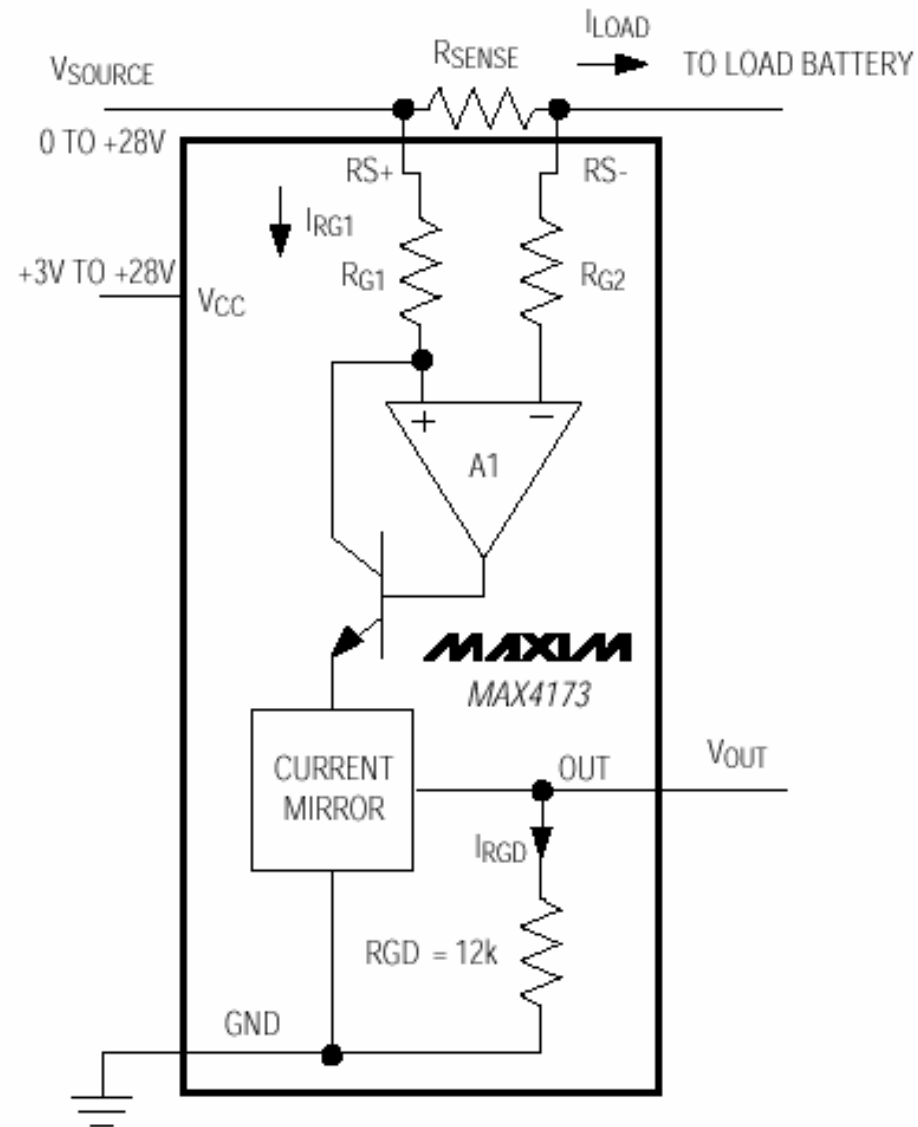 ILOAD
RSENSE
VSOURCE
TO LOAD BATTERY
0 TO +28V
RS+
RS-
IRG1
+3V TO +28V
RG1
RG2
VCC
+
−
A1
MAXIM
MAX4173
CURRENT
MIRROR
OUT
VOUT
IRGD
RGD = 12k
GND